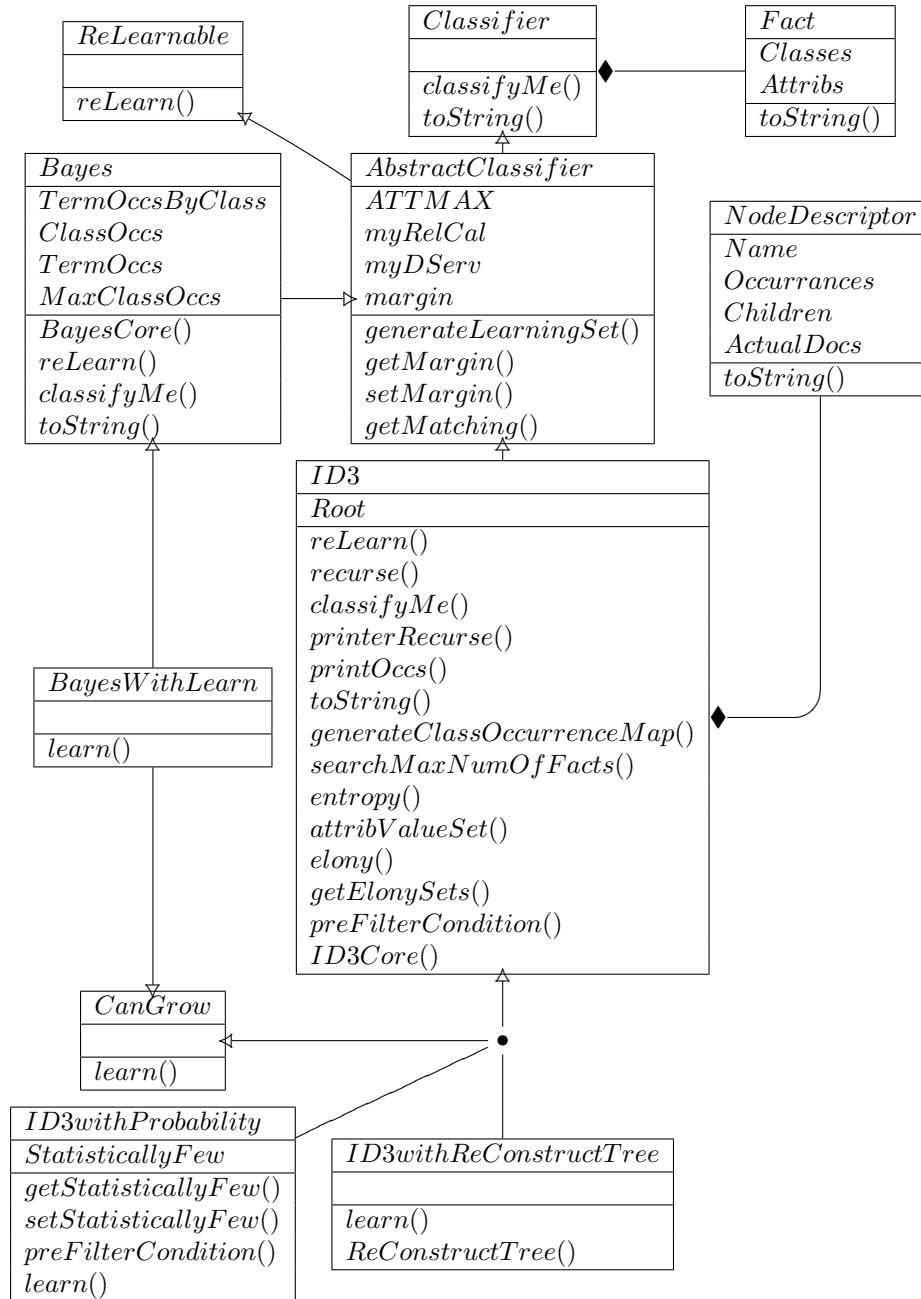 ReLearnable
reLearn()
Classifier
classifyMe()
toString()
Fact
Classes
Attribs
toString()
Bayes
TermOccsByClass
ClassOccs
TermOccs
MaxClassOccs
BayesCore()
reLearn()
classifyMe()
toString()
AbstractClassifier
ATTMAX
myRelCal
myDServ
margin
generateLearningSet()
getMargin()
setMargin()
getMatching()
NodeDescriptor
Name
Occurrances
Children
ActualDocs
toString()
ID3
Root
reLearn()
recurse()
classifyMe()
printerRecurse()
printOccs()
toString()
generateClassOccurrenceMap()
searchMaxNumOfFacts()
entropy()
attribValueSet()
elony()
getElonySets()
preFilterCondition()
ID3Core()
BayesWithLearn
learn()
CanGrow
learn()
ID3withProbability
StatisticallyFew
getStatisticallyFew()
setStatisticallyFew()
preFilterCondition()
learn()
ID3withReConstructTree
learn()
ReConstructTree()